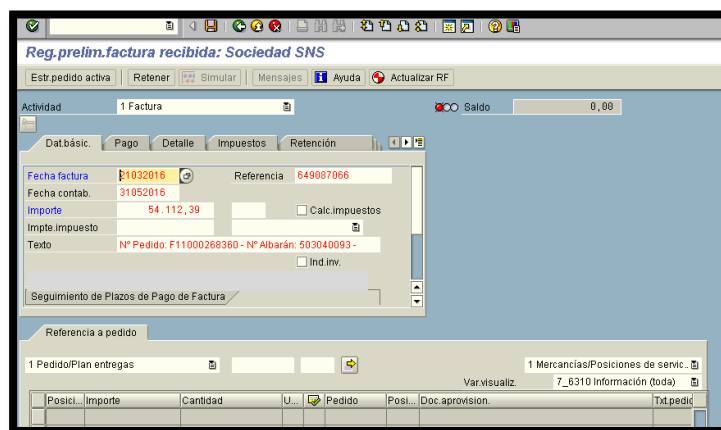 Reg.prelim.factura recibida: Sociedad SNS
Estr.pedido activa Retener Simular Mensajes Ayuda Actualizar RF
Actividad 1 Factura Saldo 0,00
Dat.básic. Pago Detalle Impuestos Retención
Fecha factura 21032016 Referencia 649087066
Fecha contab. 31052016
Importe 54.112,39 Calc.impuestos
Impte.impuesto
Texto Nº Pedido: F11000268360 - Nº Albarán: 503040093 -
Ind.inv.
Seguimiento de Plazos de Pago de Factura
Referencia a pedido
1 Pedido/Plan entregas 1 Mercancías/Posiciones de servic..
Var.visualiz. 7_6310 Información (toda)
Posici... Importe Cantidad U... Pedido Posi... Doc.aprovision. Txt.pedid